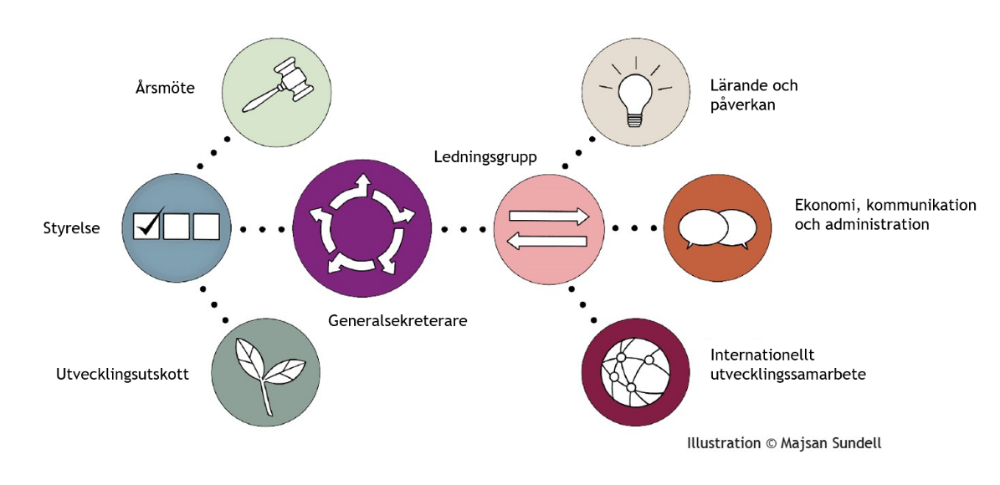 Årsmöte
Lärande och
påverkan
Ledningsgrupp
Styrelse
Ekonomi, kommunikation
och administration
Generalsekreterare
Utvecklingsutskott
Internationellt
utvecklingssamarbete
Illustration © Majsan Sundell